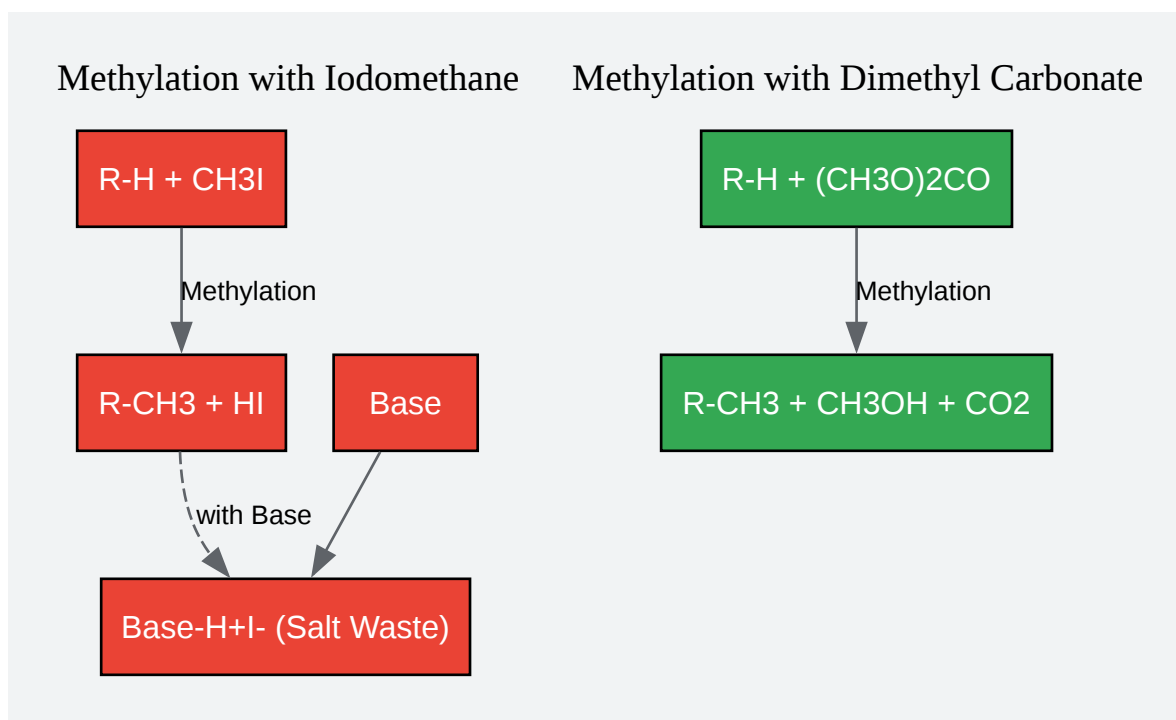 Methylation with Iodomethane
R-H + CH3I
Methylation
R-CH3 + HI
Base
with Base
Base-H+I- (Salt Waste)
Methylation with Dimethyl Carbonate
R-H + (CH3O)2CO
Methylation
R-CH3 + CH3OH + CO2